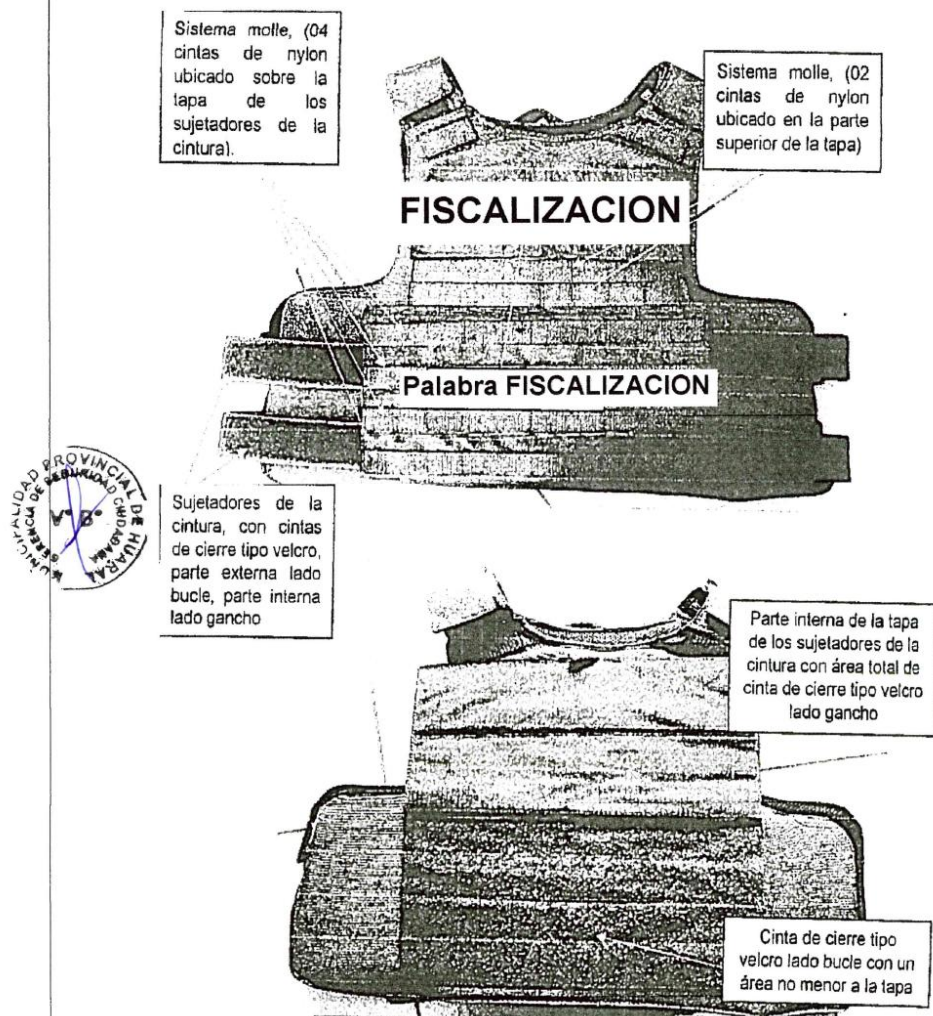 Sistema molle, (04
cintas de nylon
ubicado sobre la
tapa de los
sujetadores de la
cintura).
Sistema molle, (02
cintas de nylon
ubicado en la parte
superior de la tapa)
FISCALIZACION
Palabra FISCALIZACION
MUNICIPALIDAD PROVINCIAL DE HUARAL
GERENCIA DE SEGURIDAD CIUDADANA
V°B°
Sujetadores de la
cintura, con cintas
de cierre tipo velcro,
parte externa lado
bucle, parte interna
lado gancho
Parte interna de la tapa
de los sujetadores de la
cintura con área total de
cinta de cierre tipo velcro
lado gancho
Cinta de cierre tipo
velcro lado bucle con un
área no menor a la tapa